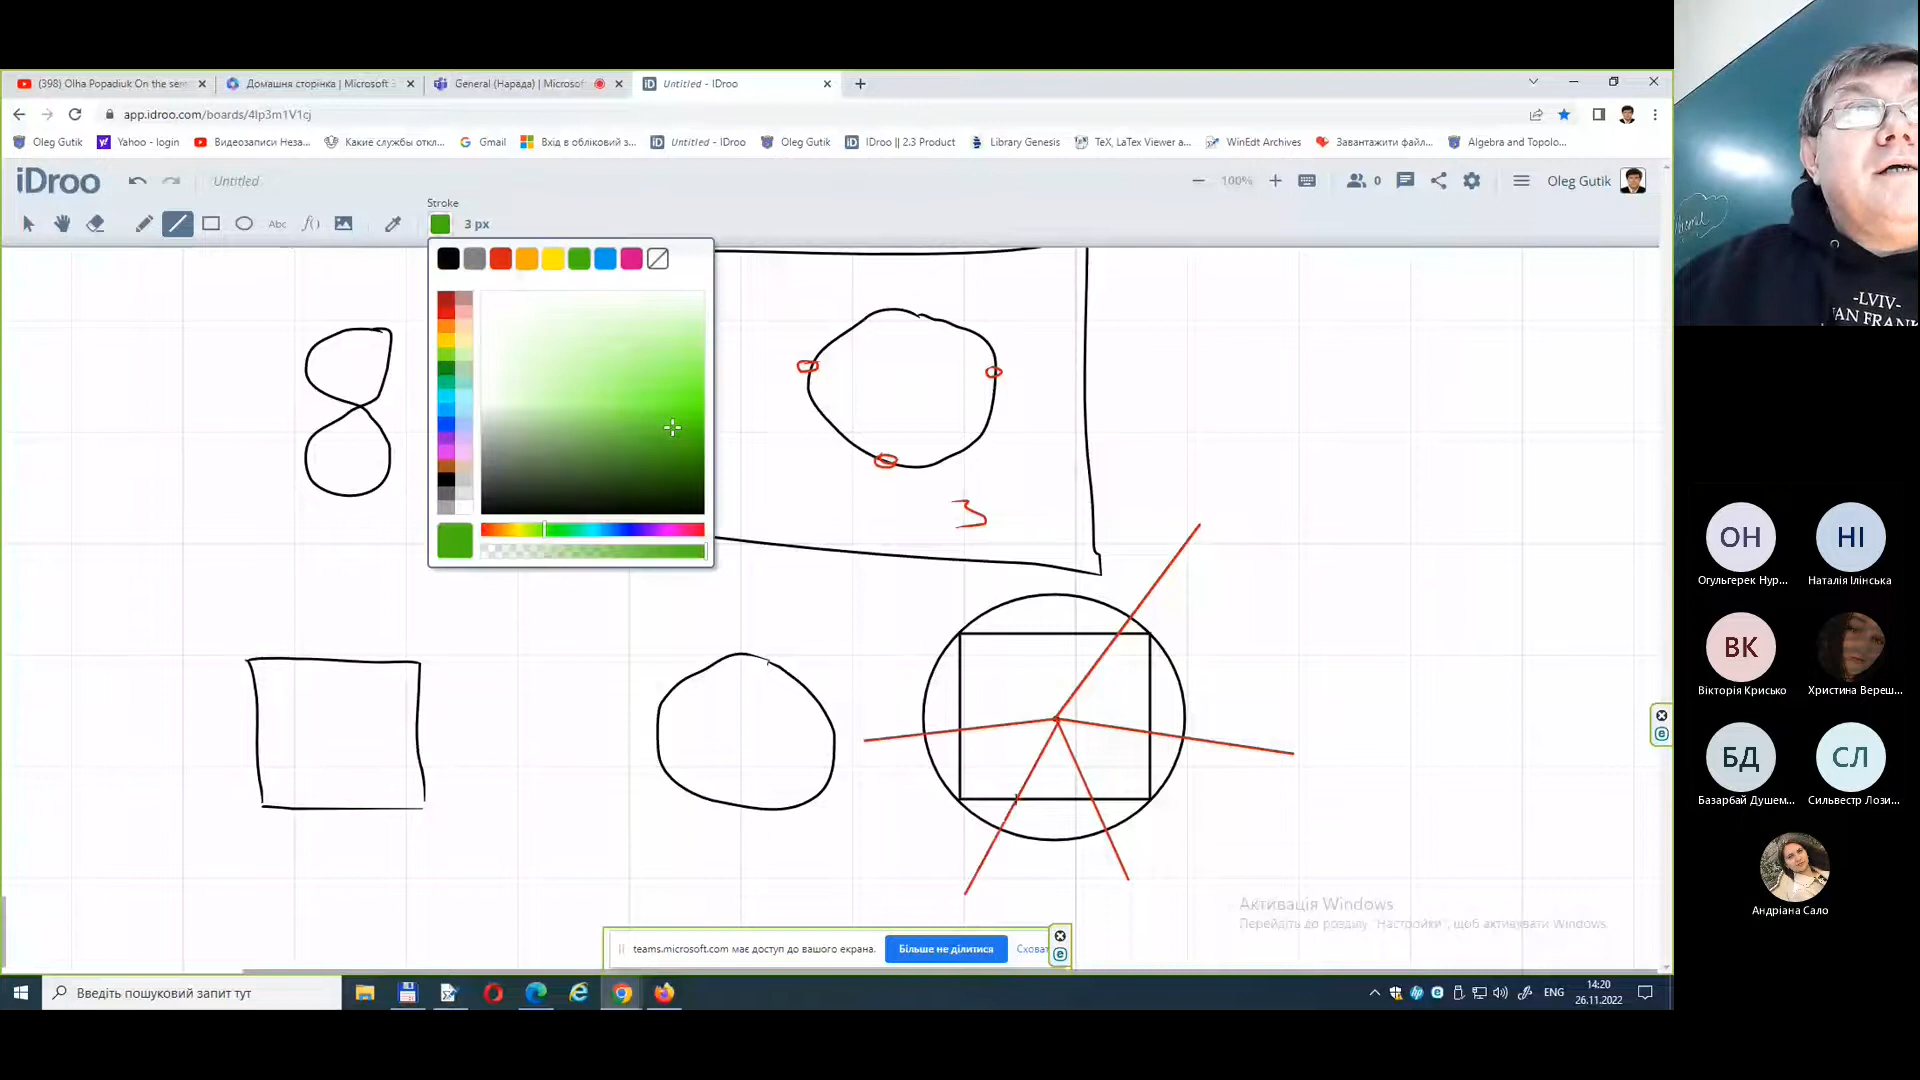 (398) Olha Popadiuk On the sem
Домашня сторінка | Microsoft
General (Нарада) | Microsof
Untitled - IDroo
app.idroo.com/boards/4lp3m1V1cj
Oleg Gutik
Yahoo - login
Видеозаписи Неза...
Какие службы откл...
Gmail
Вхід в обліковий з...
Untitled - IDroo
Oleg Gutik
IDroo || 2.3 Product
Library Genesis
TeX, LaTex Viewer a...
WinEdt Archives
Завантажити файл...
Algebra and Topolo...
iDroo
Untitled
100%
0
Oleg Gutik
Abc
f()
Stroke
3 px
3
-LVIV-
IVAN FRANK
Активація Windows
Перейдіть до розділу "Настройки", щоб активувати Windows.
teams.microsoft.com має доступ до вашого екрана.
Більше не ділитися
Схова
Введіть пошуковий запит тут
ENG
14:20
26.11.2022
ОН
Огульгерек Нур...
НІ
Наталія Ілінська
ВК
Вікторія Крисько
Христина Вереш...
БД
Базарбай Душем...
СЛ
Сильвестр Лози...
Андріана Сало